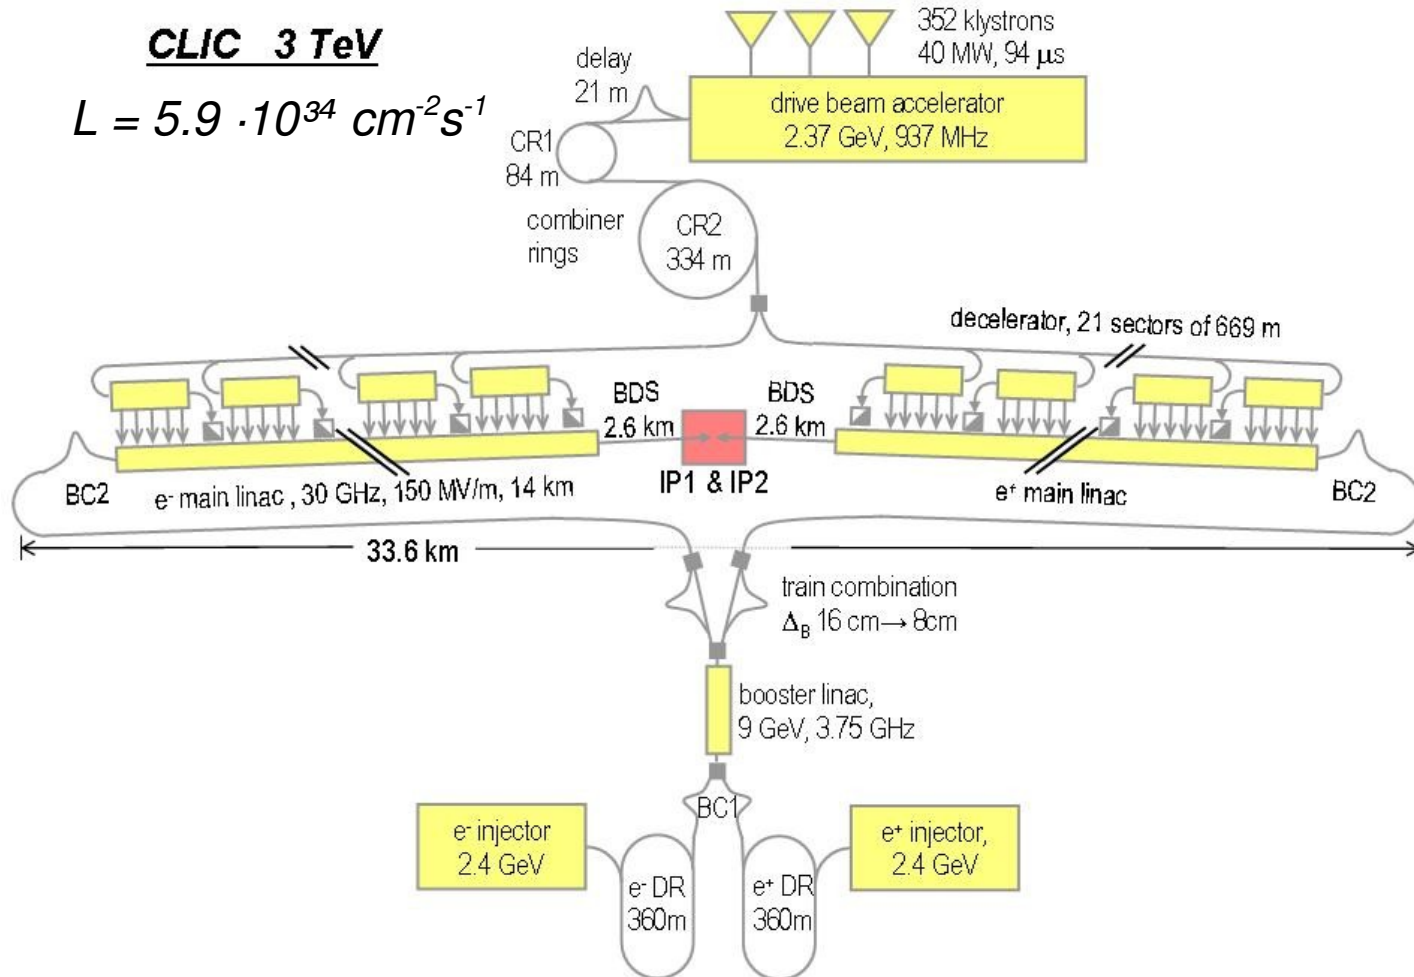 CLIC 3 TeV
L = 5.9 ·10³⁴ cm⁻²s⁻¹
352 klystrons
40 MW, 94 μs
delay
21 m
drive beam accelerator
2.37 GeV, 937 MHz
CR1
84 m
combiner
rings
CR2
334 m
decelerator, 21 sectors of 669 m
BDS
2.6 km
BDS
2.6 km
IP1 & IP2
BC2
e⁻ main linac , 30 GHz, 150 MV/m, 14 km
e⁺ main linac
BC2
33.6 km
train combination
Δ_B 16 cm→ 8cm
booster linac,
9 GeV, 3.75 GHz
BC1
e⁻ injector
2.4 GeV
e⁺ injector,
2.4 GeV
e⁻ DR
360m
e⁺ DR
360m